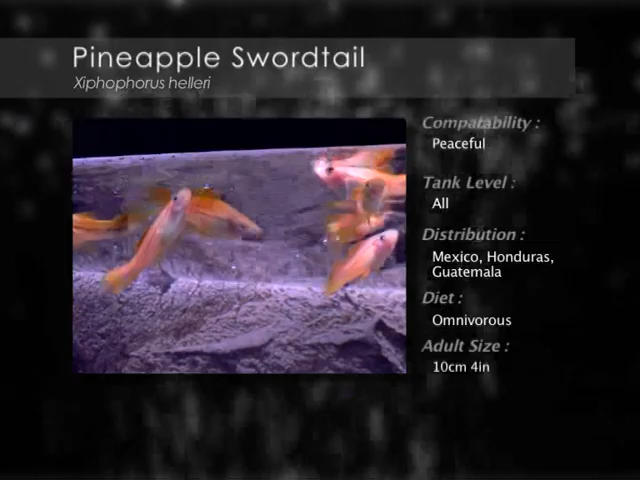 Pineapple Swordtail
Xiphophorus helleri
Compatability :
Peaceful
Tank Level :
All
Distribution :
Mexico, Honduras,
Guatemala
Diet :
Omnivorous
Adult Size :
10cm 4in